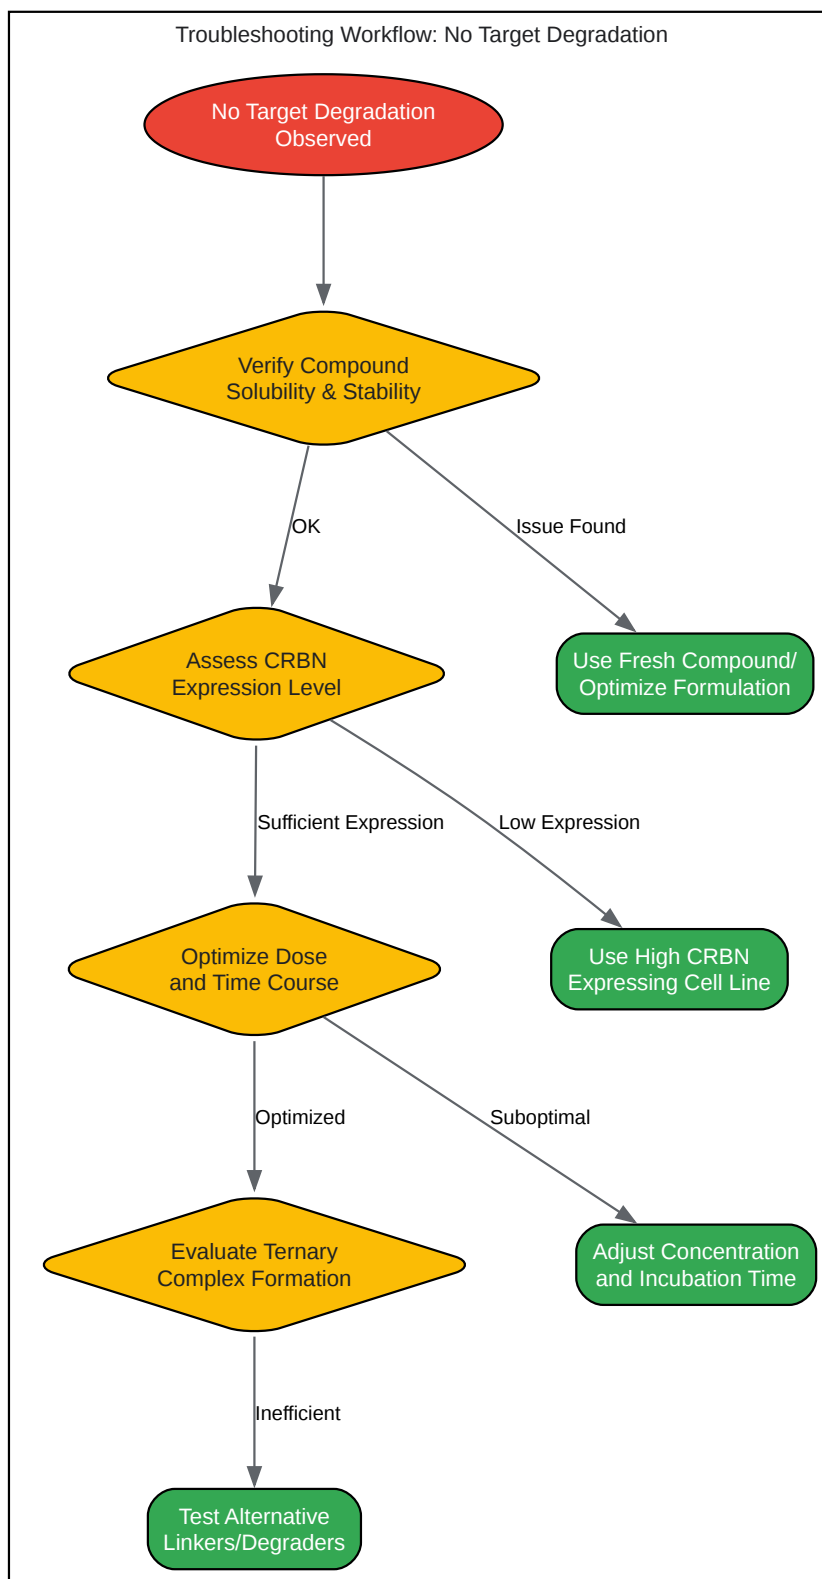 Troubleshooting Workflow: No Target Degradation
No Target Degradation
Observed
Verify Compound
Solubility & Stability
OK
Issue Found
Assess CRBN
Expression Level
Use Fresh Compound/
Optimize Formulation
Sufficient Expression
Low Expression
Optimize Dose
and Time Course
Use High CRBN
Expressing Cell Line
Optimized
Suboptimal
Evaluate Ternary
Complex Formation
Adjust Concentration
and Incubation Time
Inefficient
Test Alternative
Linkers/Degraders